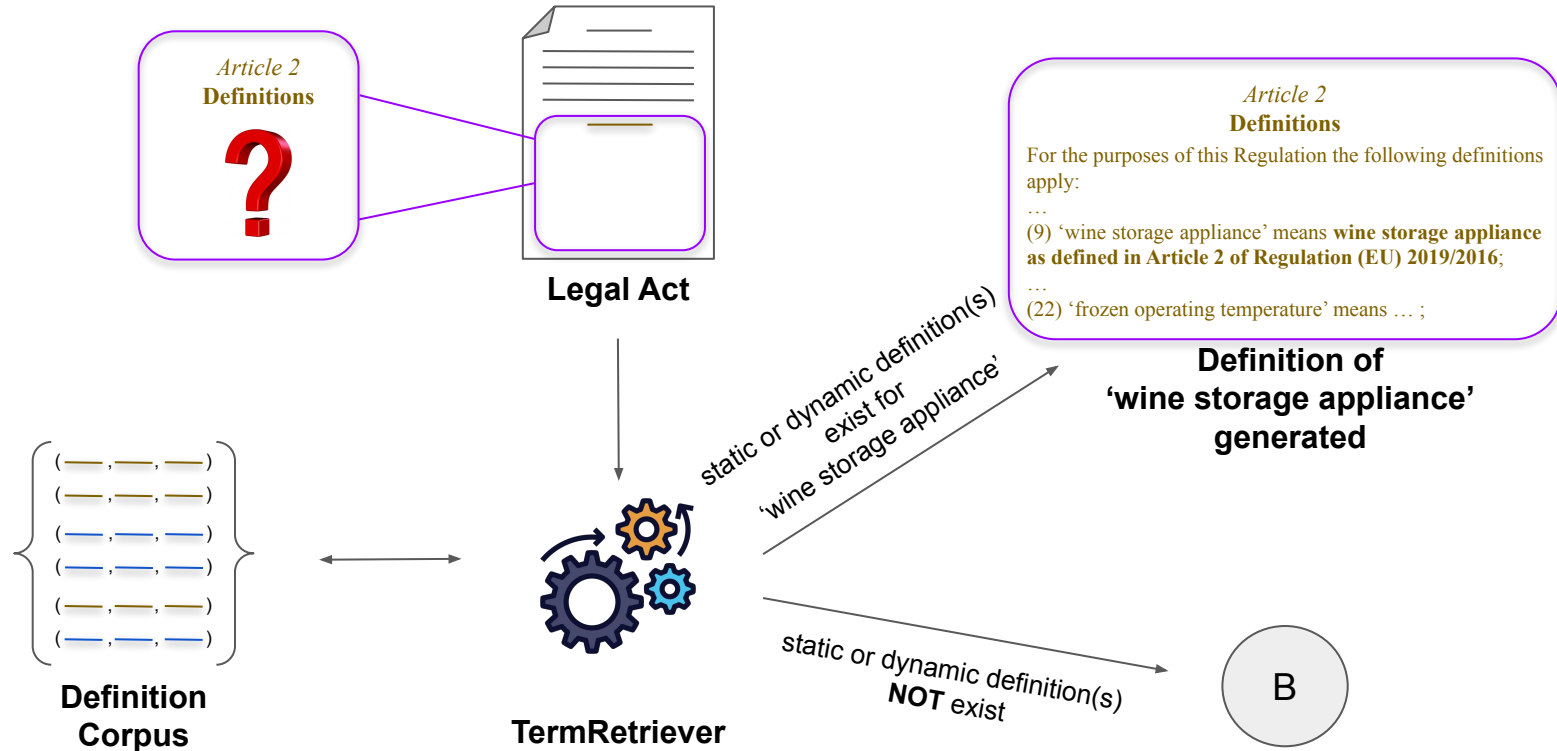 Article 2
Definitions
?
Legal Act
Article 2
Definitions
For the purposes of this Regulation the following definitions
apply:
…
(9) ‘wine storage appliance’ means wine storage appliance
as defined in Article 2 of Regulation (EU) 2019/2016;
…
(22) ‘frozen operating temperature’ means … ;
Definition of
‘wine storage appliance’
generated
static or dynamic definition(s)
exist for
‘wine storage appliance’
( , , )
( , , )
( , , )
( , , )
( , , )
( , , )
Definition
Corpus
TermRetriever
static or dynamic definition(s)
NOT exist
B